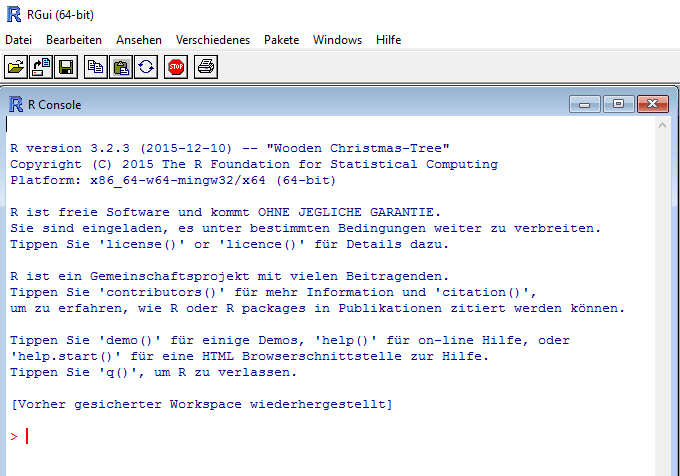 RGui (64-bit)
Datei Bearbeiten Ansehen Verschiedenes Pakete Windows Hilfe
STOP
R Console
R version 3.2.3 (2015-12-10) -- "Wooden Christmas-Tree"
Copyright (C) 2015 The R Foundation for Statistical Computing
Platform: x86_64-w64-mingw32/x64 (64-bit)
R ist freie Software und kommt OHNE JEGLICHE GARANTIE.
Sie sind eingeladen, es unter bestimmten Bedingungen weiter zu verbreiten.
Tippen Sie 'license()' or 'licence()' für Details dazu.
R ist ein Gemeinschaftsprojekt mit vielen Beitragenden.
Tippen Sie 'contributors()' für mehr Information und 'citation()',
um zu erfahren, wie R oder R packages in Publikationen zitiert werden können.
Tippen Sie 'demo()' für einige Demos, 'help()' für on-line Hilfe, oder
'help.start()' für eine HTML Browserschnittstelle zur Hilfe.
Tippen Sie 'q()', um R zu verlassen.
[Vorher gesicherter Workspace wiederhergestellt]
>